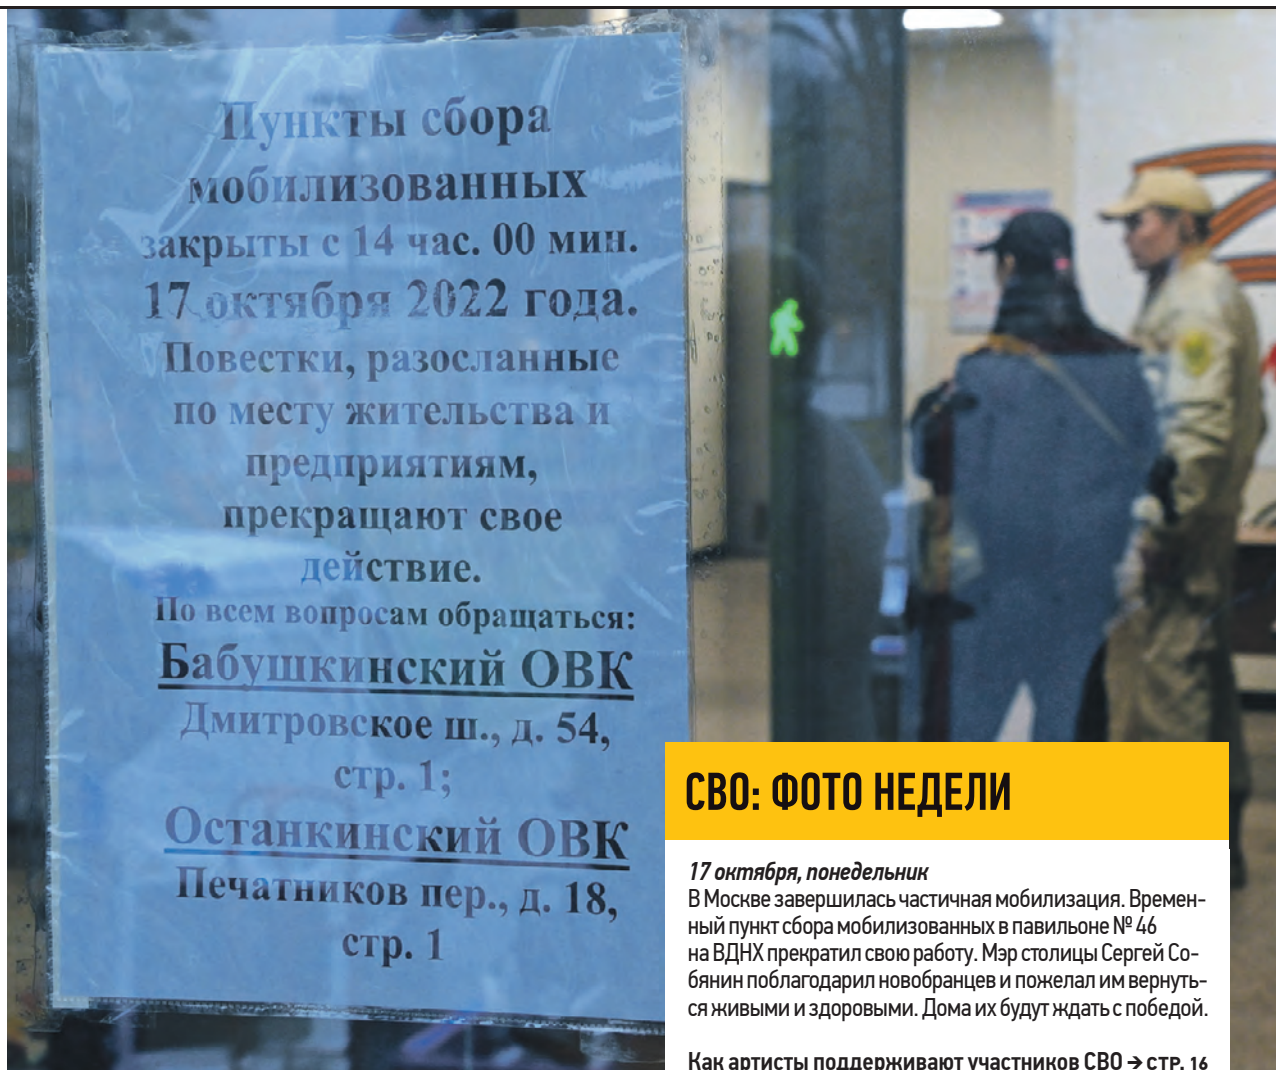 Пункты сбора
мобилизованных
закрыты с 14 час. 00 мин.
17 октября 2022 года.
Повестки, разосланные
по месту жительства и
предприятиям,
прекращают свое
действие.
По всем вопросам обращаться:
Бабушкинский ОВК
Дмитровское ш., д. 54,
стр. 1;
Останкинский ОВК
Печатников пер., д. 18,
стр. 1
СВО: ФОТО НЕДЕЛИ
17 октября, понедельник
В Москве завершилась частичная мобилизация. Времен-
ный пункт сбора мобилизованных в павильоне № 46
на ВДНХ прекратил свою работу. Мэр столицы Сергей Со-
бянин поблагодарил новобранцев и пожелал им вернуть-
ся живыми и здоровыми. Дома их будут ждать с победой.
Как артисты поддерживают участников СВО → СТР. 16